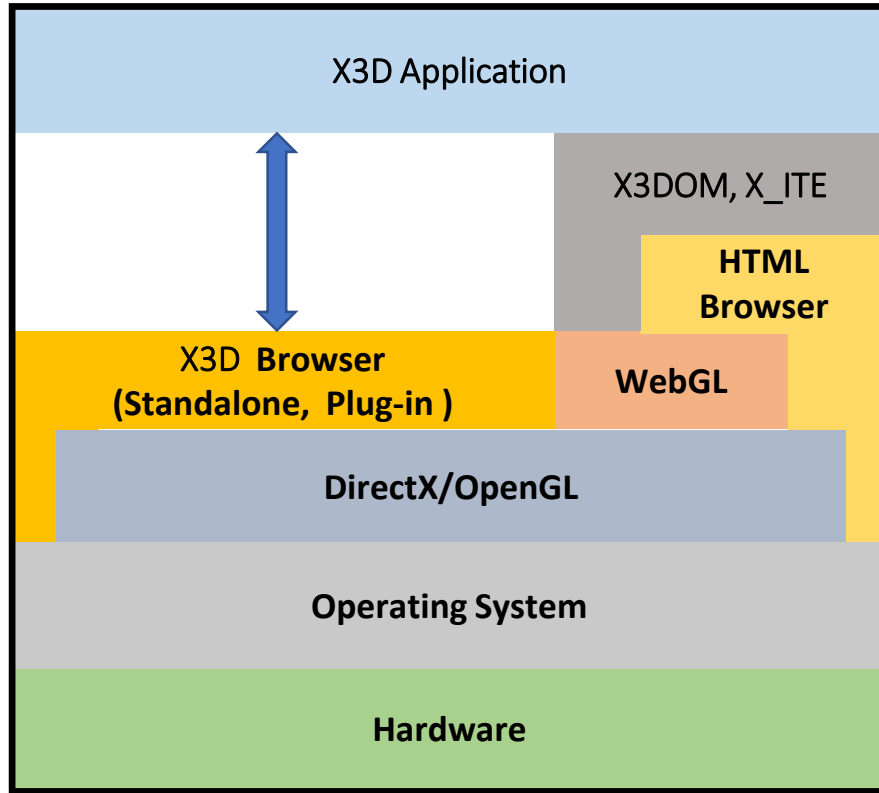 X3D Application
X3DOM, X_ITE
HTML
Browser
X3D Browser
(Standalone, Plug-in )
WebGL
DirectX/OpenGL
Operating System
Hardware